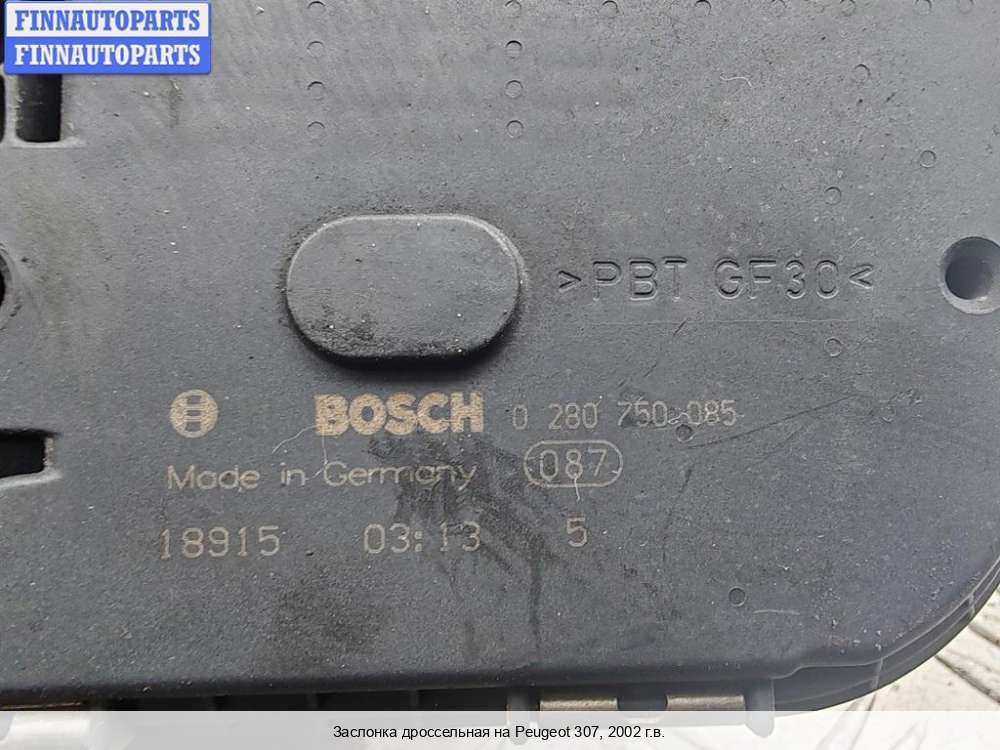 FINNAUTOPARTS
FINNAUTOPARTS
>PBT GF30<
BOSCH 0 280 750 085
Made in Germany 087
18915 03:13 5
Заслонка дроссельная на Peugeot 307, 2002 г.в.